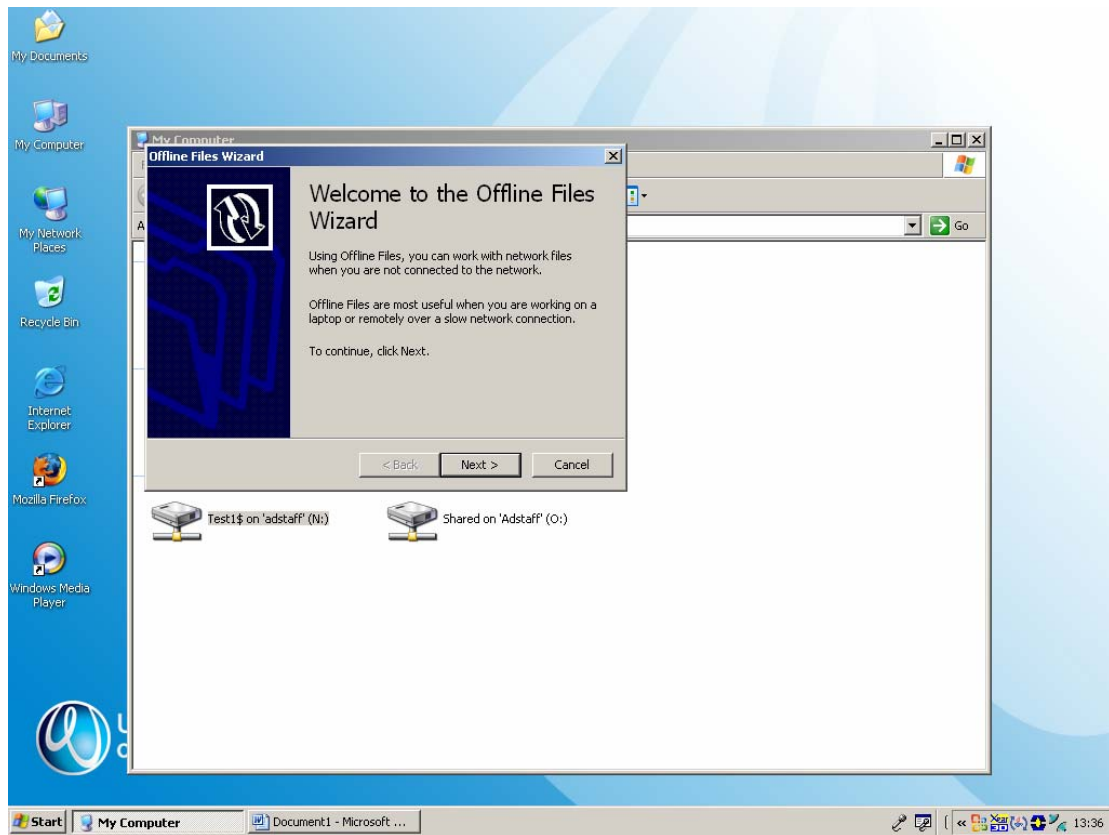 My Documents
My Computer
My Network
Places
Recycle Bin
Internet
Explorer
Mozilla Firefox
Windows Media
Player
My Computer
Offline Files Wizard
Welcome to the Offline Files
Wizard
Using Offline Files, you can work with network files
when you are not connected to the network.
Offline Files are most useful when you are working on a
laptop or remotely over a slow network connection.
To continue, click Next.
< Back
Next >
Cancel
Go
Test1$ on 'adstaff' (N:)
Shared on 'Adstaff' (O:)
Start
My Computer
Document1 - Microsoft ...
13:36